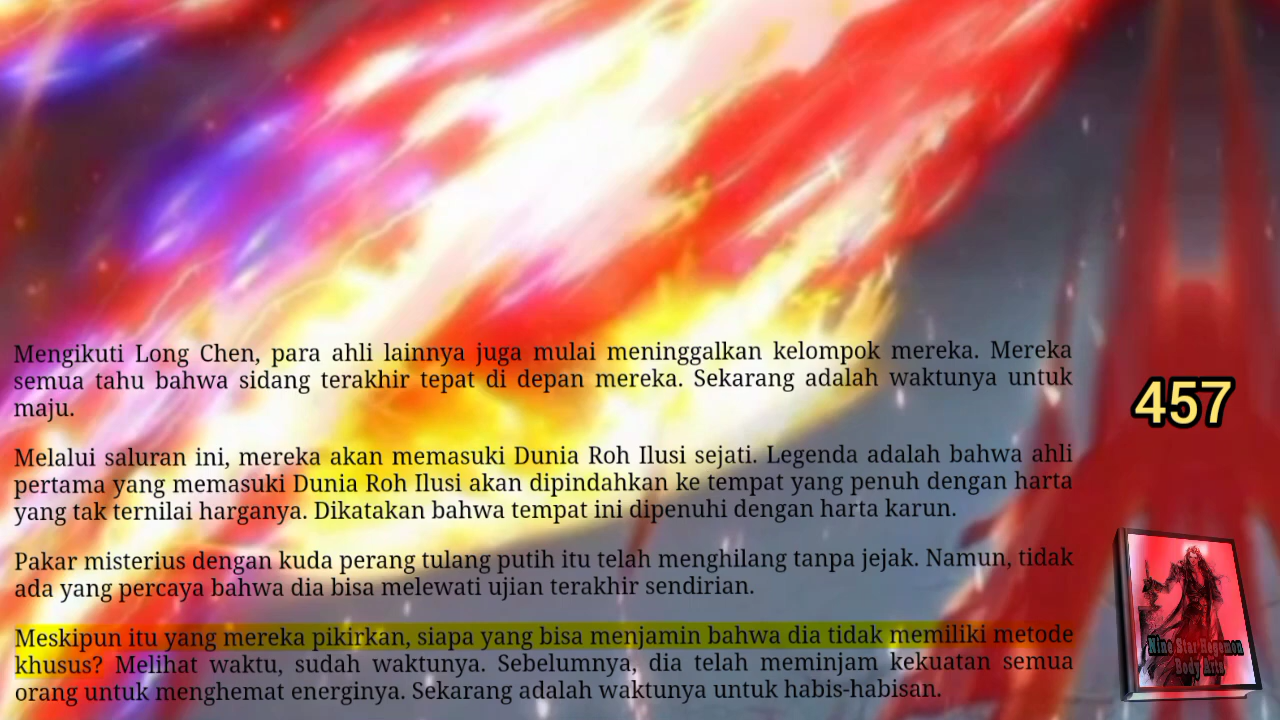 Mengikuti Long Chen, para ahli lainnya juga mulai meninggalkan kelompok mereka. Mereka
semua tahu bahwa sidang terakhir tepat di depan mereka. Sekarang adalah waktunya untuk
maju.
Melalui saluran ini, mereka akan memasuki Dunia Roh Ilusi sejati. Legenda adalah bahwa ahli
pertama yang memasuki Dunia Roh Ilusi akan dipindahkan ke tempat yang penuh dengan harta
yang tak ternilai harganya. Dikatakan bahwa tempat ini dipenuhi dengan harta karun.
Pakar misterius dengan kuda perang tulang putih itu telah menghilang tanpa jejak. Namun, tidak
ada yang percaya bahwa dia bisa melewati ujian terakhir sendirian.
Meskipun itu yang mereka pikirkan, siapa yang bisa menjamin bahwa dia tidak memiliki metode
khusus? Melihat waktu, sudah waktunya. Sebelumnya, dia telah meminjam kekuatan semua
orang untuk menghemat energinya. Sekarang adalah waktunya untuk habis-habisan.
457
Nine Star Hegemon
Body Arts